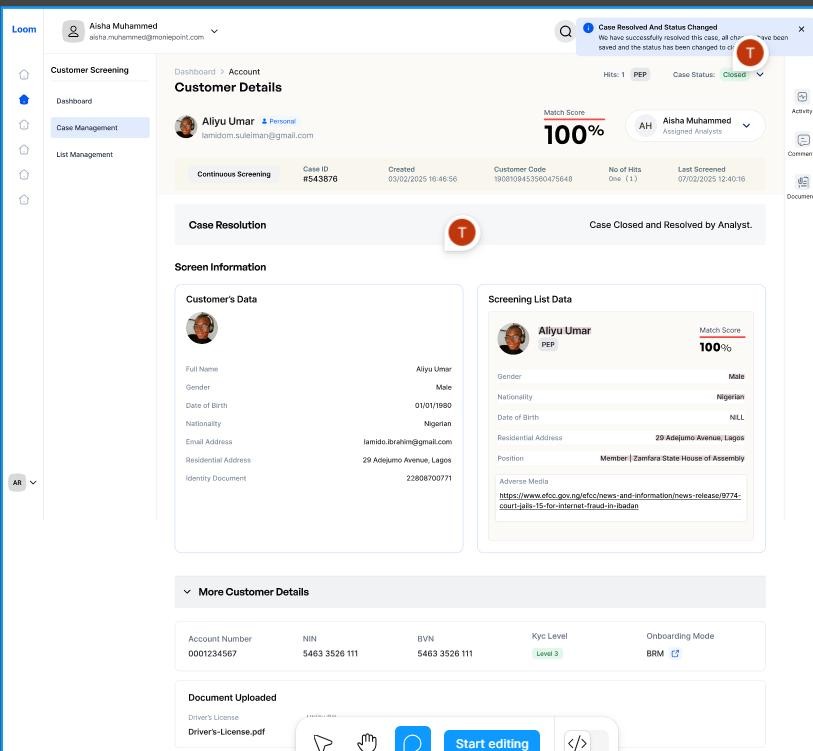 Loom
Aisha Muhammed
aisha.muhammed@moniepoint.com
Case Resolved And Status Changed
We have successfully resolved this case, all have been
saved and the status has been changed to
T
Customer Screening
Dashboard
Case Management
List Management
AR
Dashboard > Account
Customer Details
Hits: 1 PEP Case Status: Closed
Aliyu Umar Personal
lamidom.suleiman@gmail.com
Match Score
100%
AH
Aisha Muhammed
Assigned Analysts
Activity
Commen
Documen
Continuous Screening
Case ID
#543876
Created
03/02/2025 16:46:56
Customer Code
1908109453560475648
No of Hits
One (1)
Last Screened
07/02/2025 12:40:16
Case Resolution
T
Case Closed and Resolved by Analyst.
Screen Information
Customer's Data
Full Name Aliyu Umar
Gender Male
Date of Birth 01/01/1980
Nationality Nigerian
Email Address lamido.ibrahim@gmail.com
Residential Address 29 Adejumo Avenue, Lagos
Identity Document 22808700771
Screening List Data
Aliyu Umar
PEP
Match Score
100%
Gender Male
Nationality Nigerian
Date of Birth NILL
Residential Address 29 Adejumo Avenue, Lagos
Position Member | Zamfara State House of Assembly
Adverse Media
https://www.efcc.gov.ng/efcc/news-and-information/news-release/9774-
court-jails-15-for-internet-fraud-in-ibadan
More Customer Details
Account Number
0001234567
NIN
5463 3526 111
BVN
5463 3526 111
Kyc Level
Level 3
Onboarding Mode
BRM
Document Uploaded
Driver's License
Driver's-License.pdf
Start editing